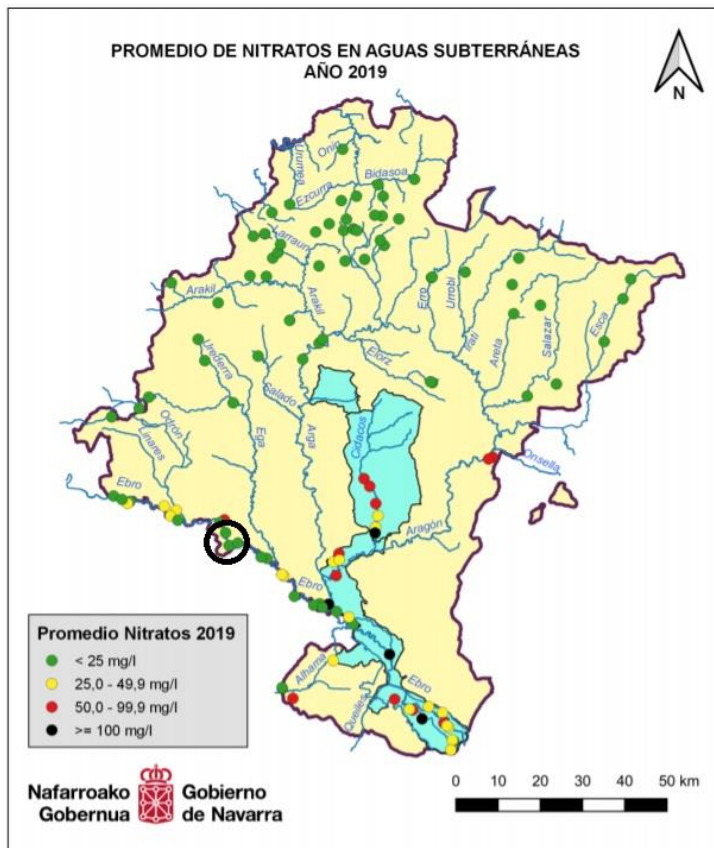 PROMEDIO DE NITRATOS EN AGUAS SUBTERRÁNEAS
AÑO 2019
N
Onin
Urumea
Bidasoa
Ezcurra
Larraun
Arakil
Arakil
Erro
Urrobi
Irati
Areta
Salazar
Esca
Elorz
Urederra
Salado
Odrón
Linares
Ega
Arga
Cidacos
Onsella
Ebro
Aragón
Ebro
Alhama
Queiles
Ebro
Promedio Nitratos 2019
< 25 mg/l
25,0 - 49,9 mg/l
50,0 - 99,9 mg/l
>= 100 mg/l
Nafarroako
Gobernua
Gobierno
de Navarra
0 10 20 30 40 50 km